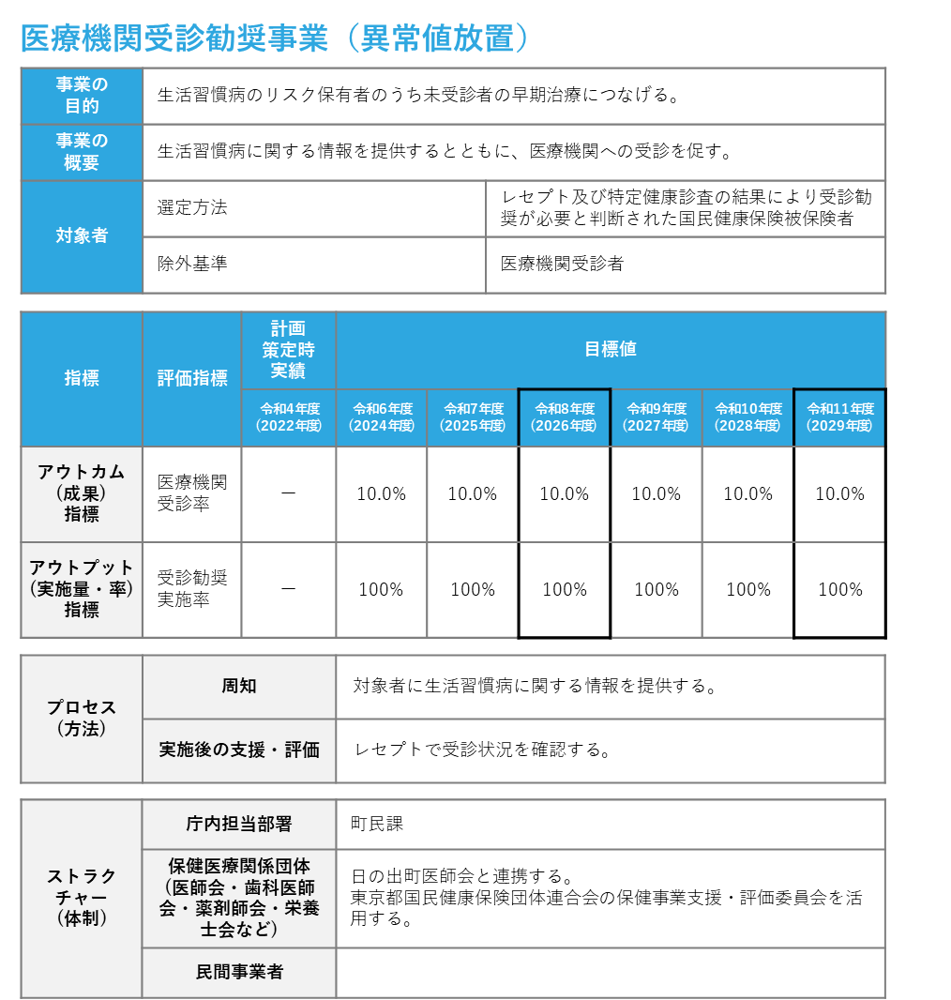 医療機関受診勧奨事業（異常値放置）
事業の
目的
生活習慣病のリスク保有者のうち未受診者の早期治療につなげる。
事業の
概要
生活習慣病に関する情報を提供するとともに、医療機関への受診を促す。
対象者
選定方法
レセプト及び特定健康診査の結果により受診勧
奨が必要と判断された国民健康保険被保険者
除外基準
医療機関受診者
指標
評価指標
計画
策定時
実績
目標値
令和4年度
(2022年度)
令和6年度
(2024年度)
令和7年度
(2025年度)
令和8年度
(2026年度)
令和9年度
(2027年度)
令和10年度
(2028年度)
令和11年度
(2029年度)
アウトカム
(成果)
指標
医療機関
受診率
―
10.0%
10.0%
10.0%
10.0%
10.0%
10.0%
アウトプット
(実施量・率)
指標
受診勧奨
実施率
―
100%
100%
100%
100%
100%
100%
プロセス
(方法)
周知
対象者に生活習慣病に関する情報を提供する。
実施後の支援・評価
レセプトで受診状況を確認する。
ストラク
チャー
(体制)
庁内担当部署
町民課
保健医療関係団体
(医師会・歯科医師
会・薬剤師会・栄養
士会など)
日の出町医師会と連携する。
東京都国民健康保険団体連合会の保健事業支援・評価委員会を活
用する。
民間事業者